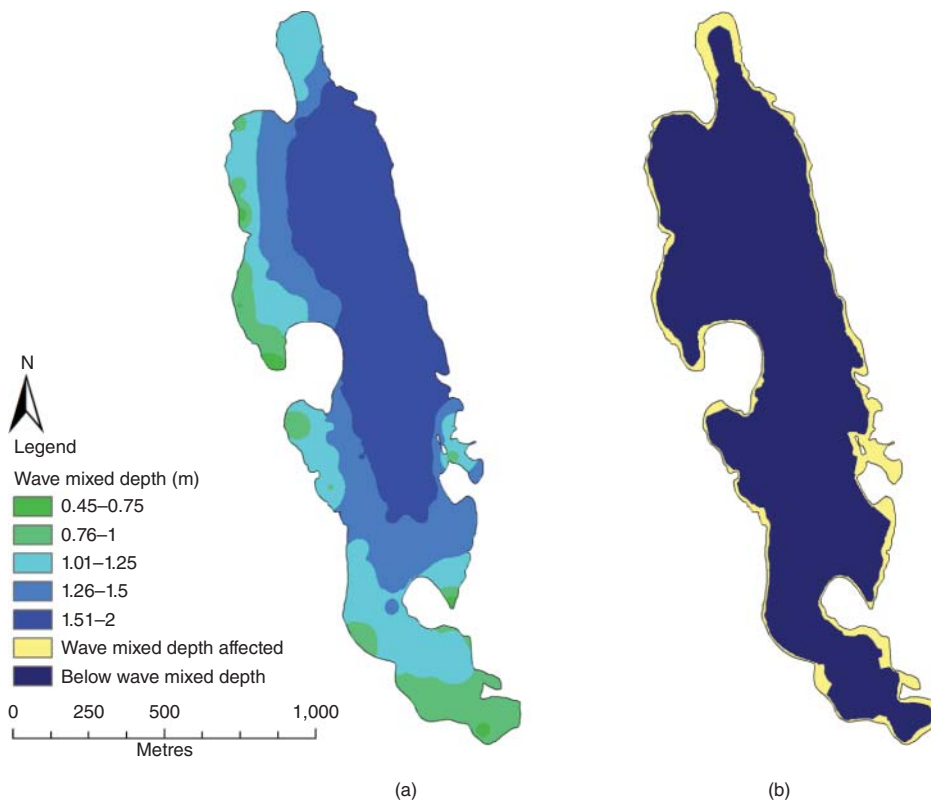 N
Legend
Wave mixed depth (m)
0.45–0.75
0.76–1
1.01–1.25
1.26–1.5
1.51–2
Wave mixed depth affected
Below wave mixed depth
0 250 500 1,000
Metres
(a) (b)